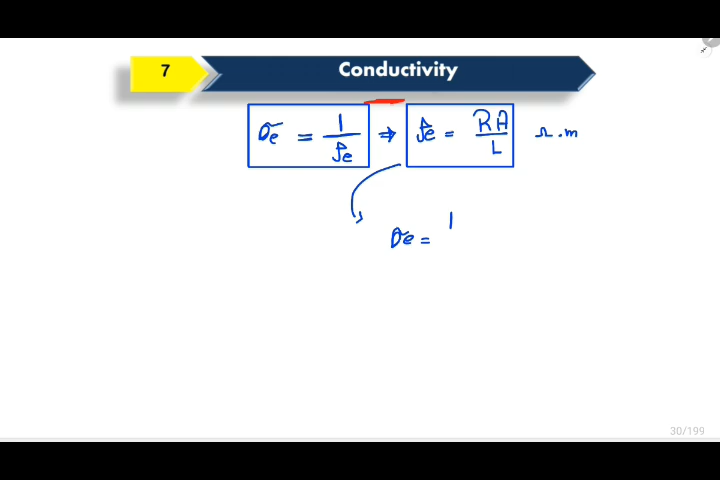 7
Conductivity
σe = 1/ρe ⇒ ρe = RA/L Ω.m
σe = 1
30/199